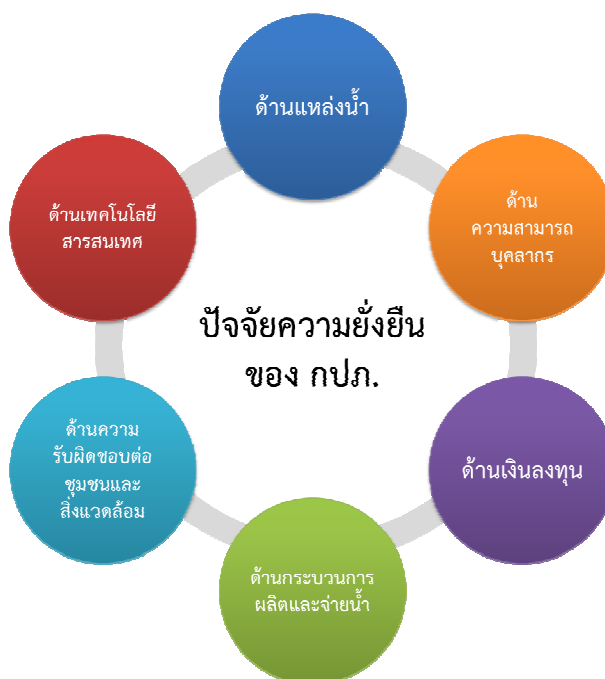 ด้านแหล่งน้ำ
ด้าน
ความสามารถ
บุคลากร
ด้านเงินลงทุน
ด้านกระบวนการ
ผลิตและจ่ายน้ำ
ด้านความ
รับผิดชอบต่อ
ชุมชนและ
สิ่งแวดล้อม
ด้านเทคโนโลยี
สารสนเทศ
ปัจจัยความยั่งยืน
ของ กปภ.